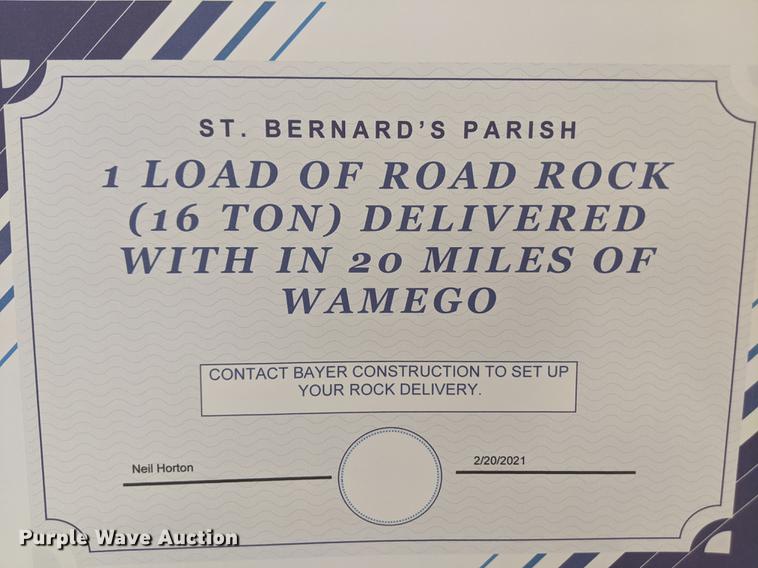 ST. BERNARD'S PARISH
1 LOAD OF ROAD ROCK
(16 TON) DELIVERED
WITH IN 20 MILES OF
WAMEGO
CONTACT BAYER CONSTRUCTION TO SET UP
YOUR ROCK DELIVERY.
Neil Horton
2/20/2021
Purple Wave Auction